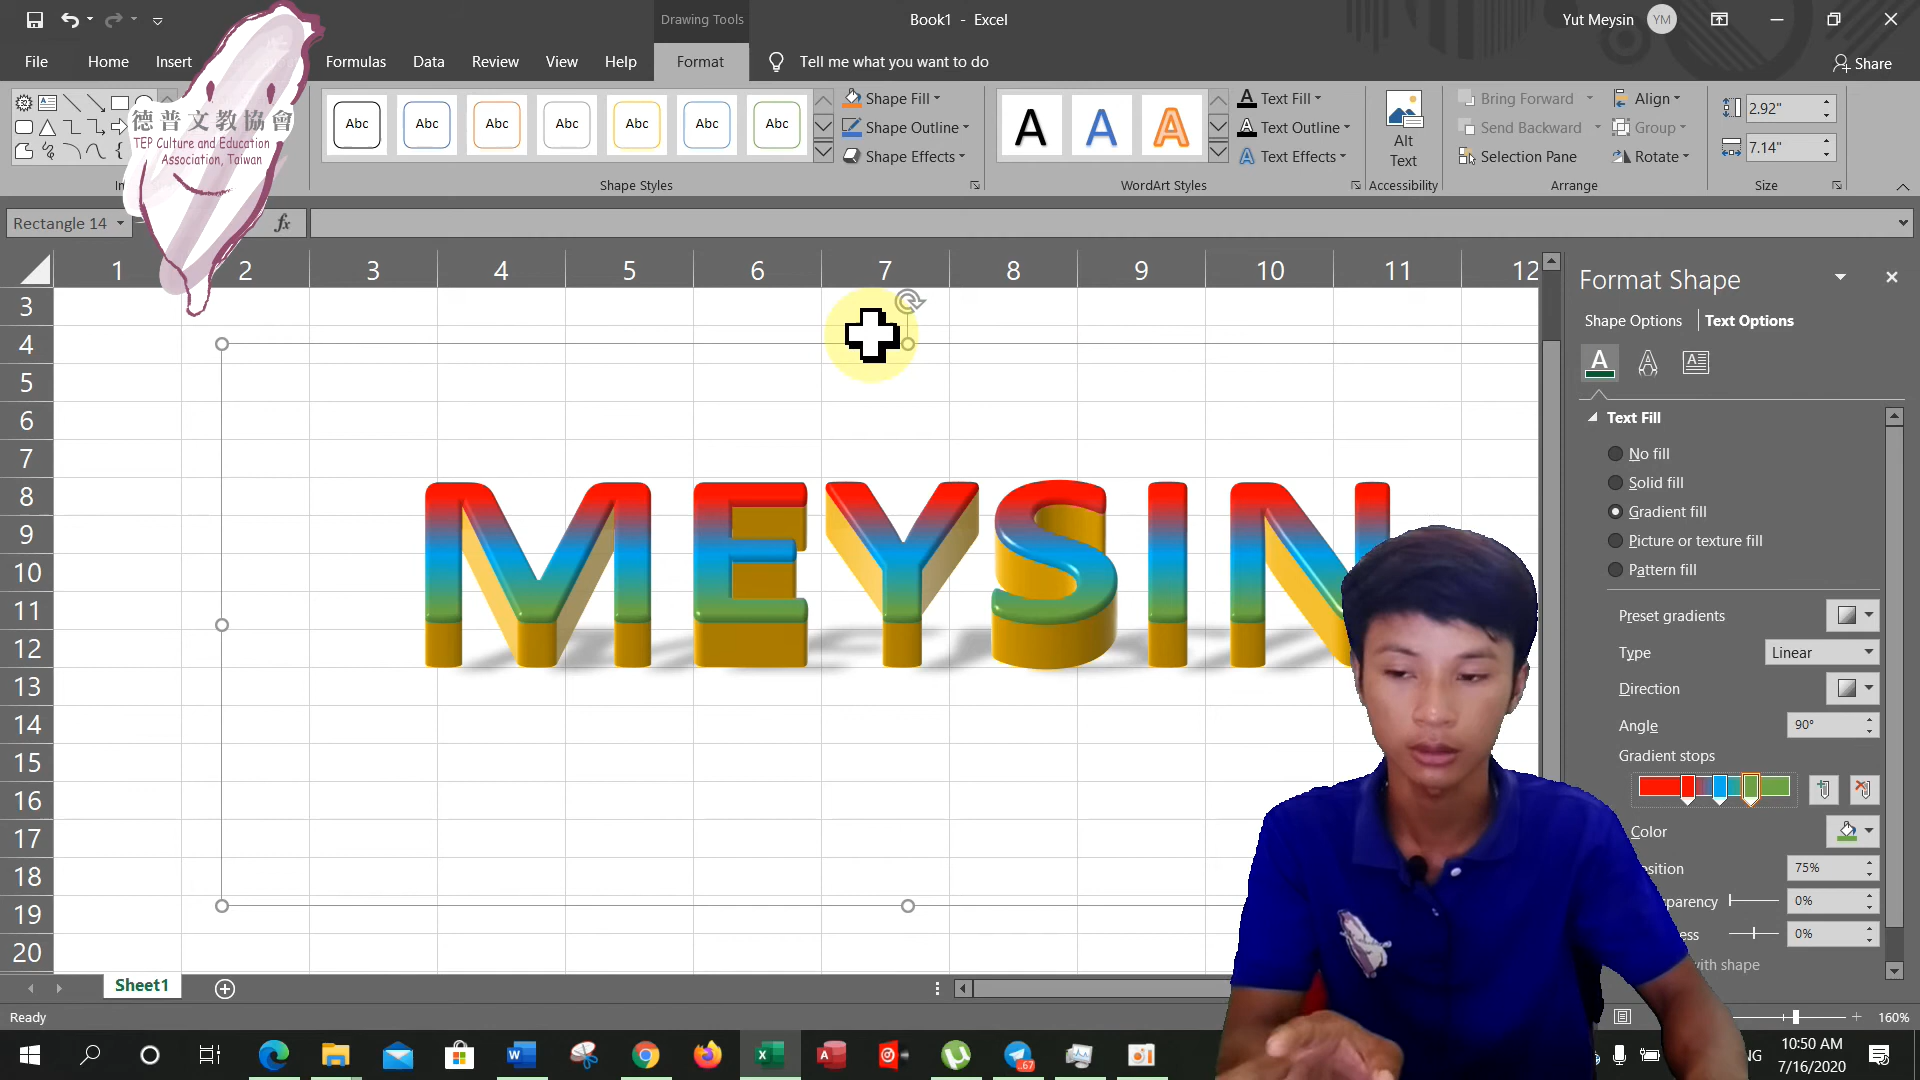 Drawing Tools
Book1 - Excel
Yut Meysin
YM
File
Home
Insert
Formulas
Data
Review
View
Help
Format
Tell me what you want to do
Share
Abc
Abc
Abc
Abc
Abc
Abc
Abc
Shape Fill
Shape Outline
Shape Effects
Shape Styles
A
A
A
Text Fill
Text Outline
Text Effects
WordArt Styles
Alt
Text
Accessibility
Bring Forward
Send Backward
Selection Pane
Align
Group
Rotate
Arrange
2.92"
7.14"
Size
德普文教協會
TEP Culture and Education
Association, Taiwan
Rectangle 14
fx
1
2
3
4
5
6
7
8
9
10
11
12
3
4
5
6
7
8
9
10
11
12
13
14
15
16
17
18
19
20
MEYSIN
Format Shape
Shape Options
Text Options
Text Fill
No fill
Solid fill
Gradient fill
Picture or texture fill
Pattern fill
Preset gradients
Type
Linear
Direction
Angle
90°
Gradient stops
Color
75%
0%
0%
with shape
Sheet1
Ready
160%
67
10:50 AM
7/16/2020